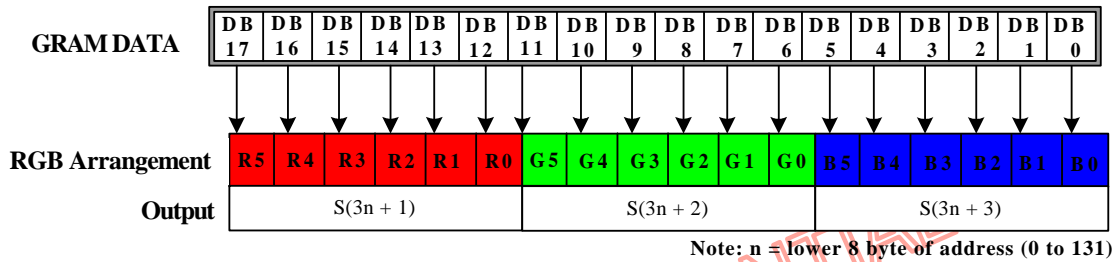 GRAM DATA
DB 17 DB 16 DB 15 DB 14 DB 13 DB 12 DB 11 DB 10 DB 9 DB 8 DB 7 DB 6 DB 5 DB 4 DB 3 DB 2 DB 1 DB 0
RGB Arrangement R5 R4 R3 R2 R1 R0 G5 G4 G3 G2 G1 G0 B5 B4 B3 B2 B1 B0
Output S(3n + 1) S(3n + 2) S(3n + 3)
Note: n = lower 8 byte of address (0 to 131)